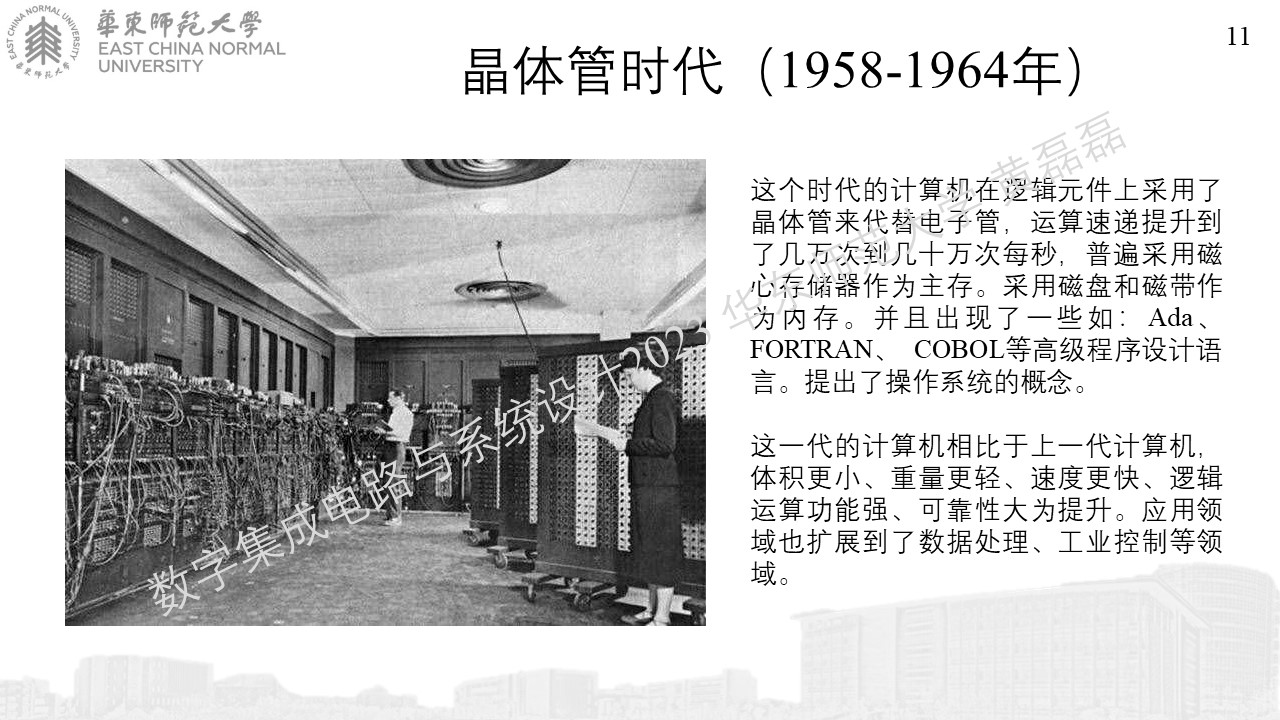 華東師範大學
EAST CHINA NORMAL
UNIVERSITY
EAST CHINA NORMAL UNIVERSITY
華東师范大学
11
晶体管时代（1958-1964年）
这个时代的计算机在逻辑元件上采用了
晶体管来代替电子管，运算速递提升到
了几万次到几十万次每秒，普遍采用磁
心存储器作为主存。采用磁盘和磁带作
为内存。并且出现了一些如：Ada、
FORTRAN、 COBOL等高级程序设计语
言。提出了操作系统的概念。
这一代的计算机相比于上一代计算机，
体积更小、重量更轻、速度更快、逻辑
运算功能强、可靠性大为提升。应用领
域也扩展到了数据处理、工业控制等领
域。
数字集成电路与系统设计2023 华东师范大学 黄磊磊